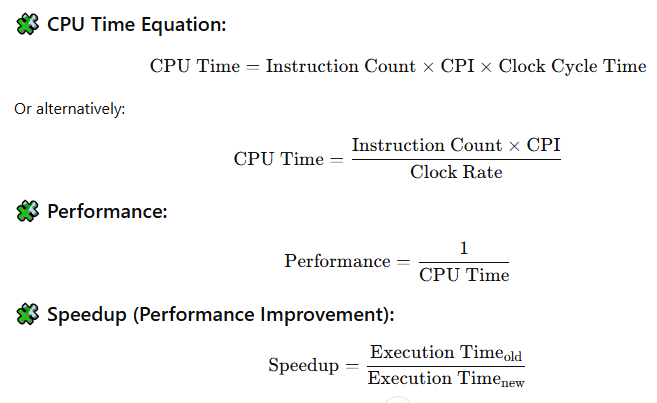 CPU Time Equation:
CPU Time = Instruction Count × CPI × Clock Cycle Time
Or alternatively:
CPU Time = Instruction Count × CPI / Clock Rate
Performance:
Performance = 1 / CPU Time
Speedup (Performance Improvement):
Speedup = Execution Time_old / Execution Time_new